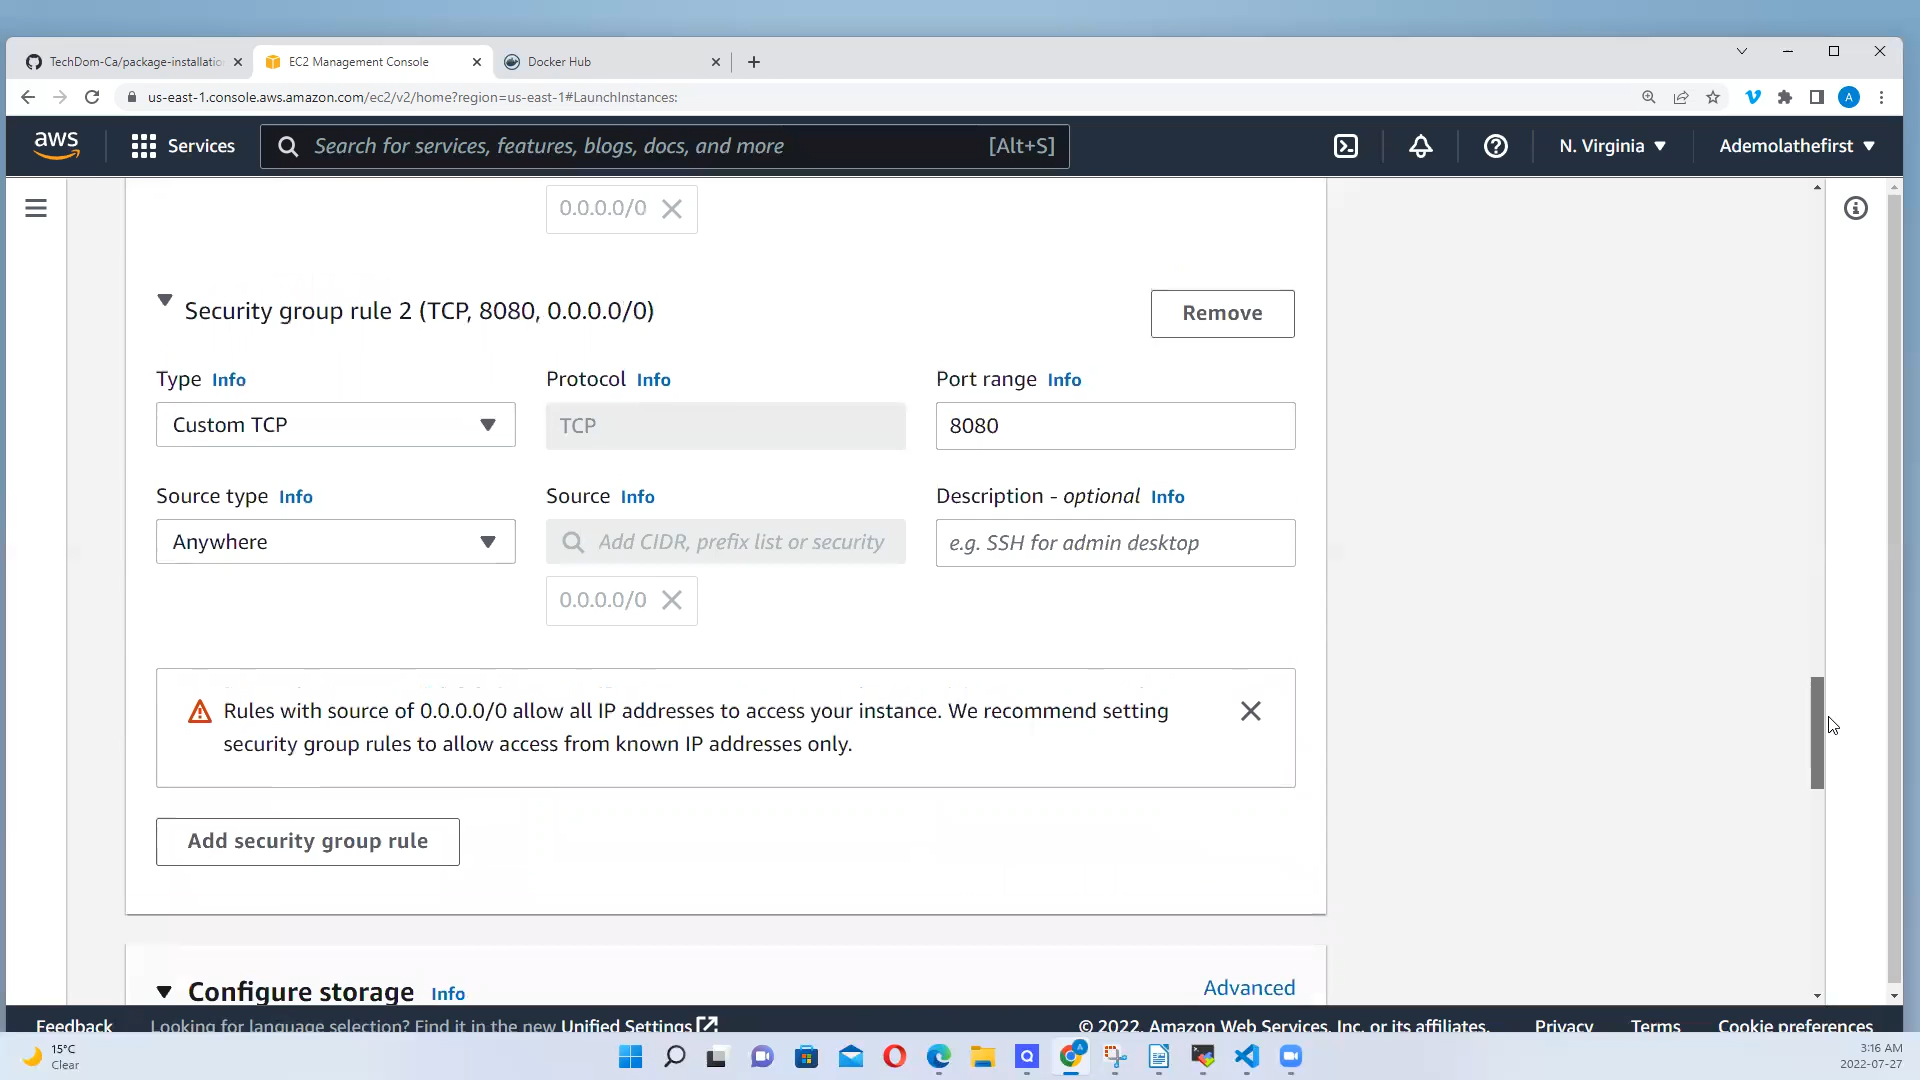 TechDom-Ca/package-installatio
EC2 Management Console
Docker Hub
us-east-1.console.aws.amazon.com/ec2/v2/home?region=us-east-1#LaunchInstances:
A
aws
Services
Search for services, features, blogs, docs, and more
[Alt+S]
N. Virginia
Ademolathefirst
0.0.0.0/0
Security group rule 2 (TCP, 8080, 0.0.0.0/0)
Remove
Type Info
Protocol Info
Port range Info
Custom TCP
TCP
8080
Source type Info
Source Info
Description - optional Info
Anywhere
Add CIDR, prefix list or security
e.g. SSH for admin desktop
0.0.0.0/0
Rules with source of 0.0.0.0/0 allow all IP addresses to access your instance. We recommend setting
security group rules to allow access from known IP addresses only.
Add security group rule
Configure storage Info
Advanced
Feedback
Looking for language selection? Find it in the new Unified Settings
© 2022, Amazon Web Services, Inc. or its affiliates.
Privacy
Terms
Cookie preferences
15°C
Clear
3:16 AM
2022-07-27